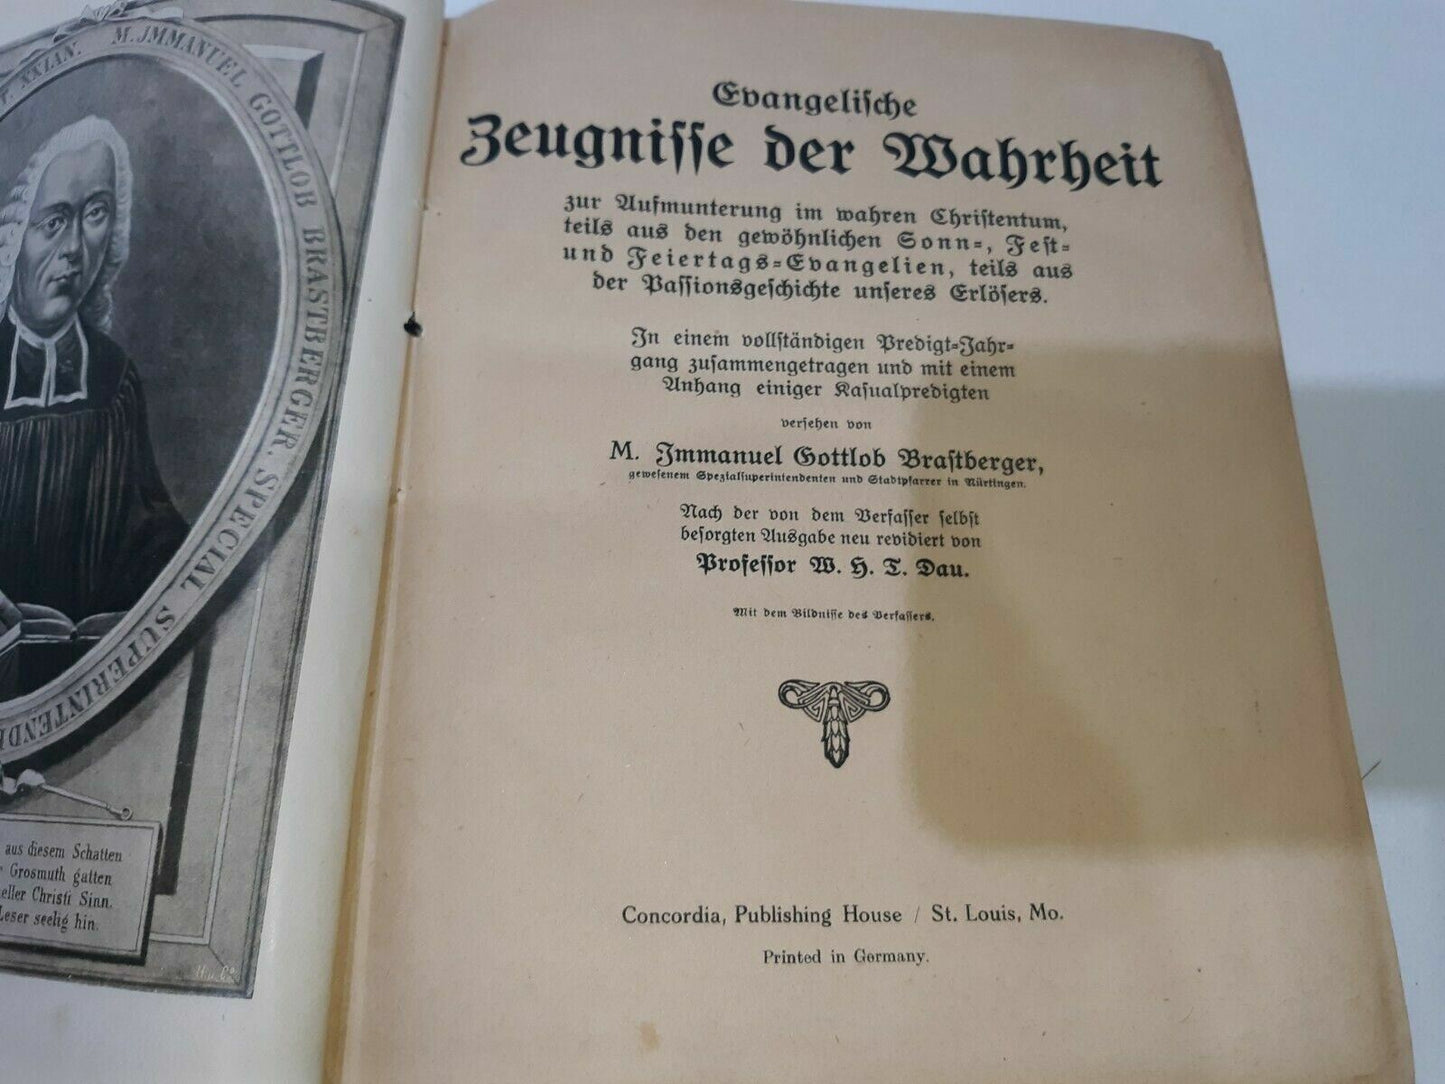 M. IMMANUEL GOTTLOB BRASTBERGER. SPECIAL SUPERINTENDE
XXIAN.
aus diesem Schatten
Grosmuth gatten
eller Christi Sinn.
Leser seelig hin.
Evangeliſche
Zeugniſſe der Wahrheit
zur Aufmunterung im wahren Chriſtentum,
teils aus den gewöhnlichen Sonn-, Feſt-
und Feiertags-Evangelien, teils aus
der Paſſionsgeſchichte unſeres Erlöſers.
In einem vollſtändigen Predigt-Jahr-
gang zuſammengetragen und mit einem
Anhang einiger Kaſualpredigten
verſehen von
M. Immanuel Gottlob Braſtberger,
geweſenem Spezialſuperintendenten und Stadtpfarrer in Nürtingen.
Nach der von dem Verfaſſer ſelbſt
beſorgten Ausgabe neu revidiert von
Profeſſor W. H. T. Dau.
Mit dem Bildniſſe des Verfaſſers.
Concordia, Publishing House / St. Louis, Mo.
Printed in Germany.